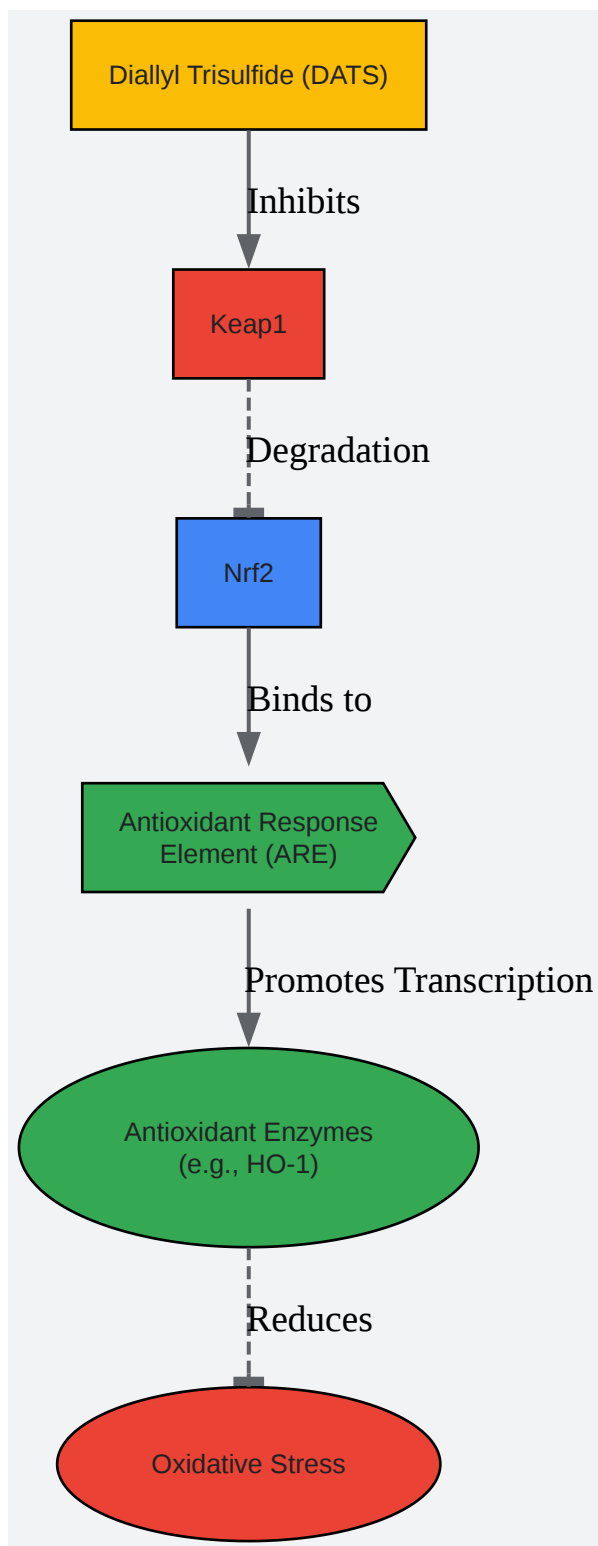 Diallyl Trisulfide (DATS)
Inhibits
Keap1
Degradation
Nrf2
Binds to
Antioxidant Response
Element (ARE)
Promotes Transcription
Antioxidant Enzymes
(e.g., HO-1)
Reduces
Oxidative Stress